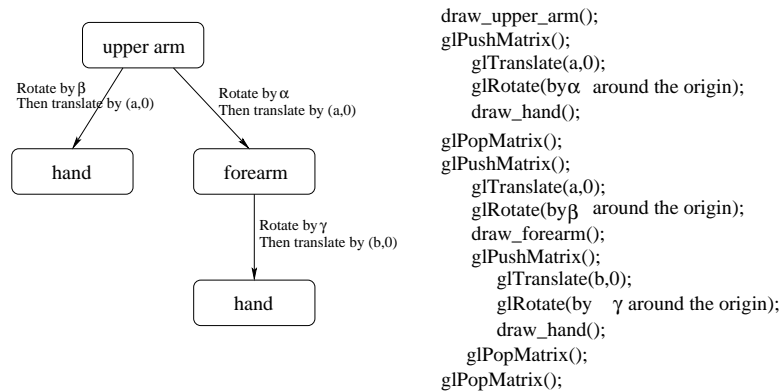 upper arm
Rotate by β
Then translate by (a,0)
Rotate by α
Then translate by (a,0)
hand
forearm
Rotate by γ
Then translate by (b,0)
hand
draw_upper_arm();
glPushMatrix();
glTranslate(a,0);
glRotate(byα around the origin);
draw_hand();
glPopMatrix();
glPushMatrix();
glTranslate(a,0);
glRotate(byβ around the origin);
draw_forearm();
glPushMatrix();
glTranslate(b,0);
glRotate(by γ around the origin);
draw_hand();
glPopMatrix();
glPopMatrix();